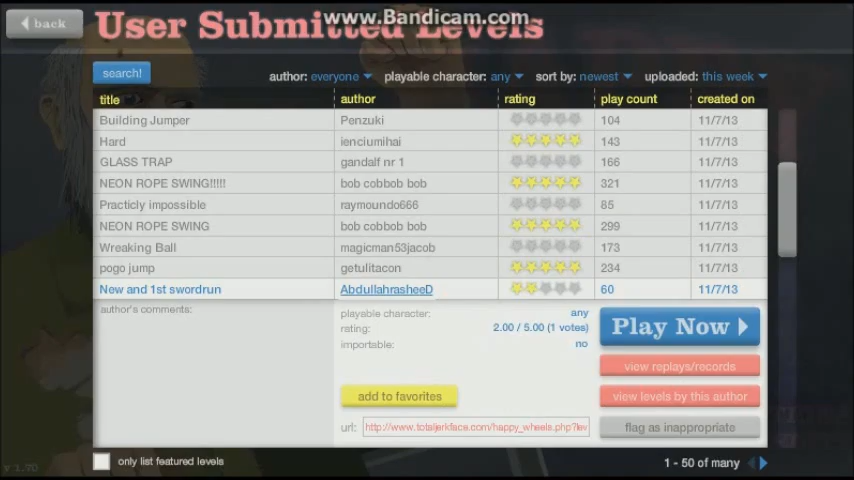 www.Bandicam.com
back
User Submitted Levels
search!
author: everyone playable character: any sort by: newest uploaded: this week
title author rating play count created on
Building Jumper Penzuki 104 11/7/13
Hard ienciumihai 143 11/7/13
GLASS TRAP gandalf nr 1 166 11/7/13
NEON ROPE SWING!!!!! bob cobbob bob 321 11/7/13
Practicly impossible raymoundo666 85 11/7/13
NEON ROPE SWING bob cobbob bob 299 11/7/13
Wreaking Ball magicman53jacob 173 11/7/13
pogo jump getulitacon 234 11/7/13
New and 1st swordrun AbdullahrasheeD 60 11/7/13
author's comments:
playable character: any
rating: 2.00 / 5.00 (1 votes)
importable: no
Play Now
view replays/records
add to favorites
view levels by this author
url: http://www.totaljerkface.com/happy_wheels.php?lev
flag as inappropriate
only list featured levels
1 - 50 of many
v 1.70